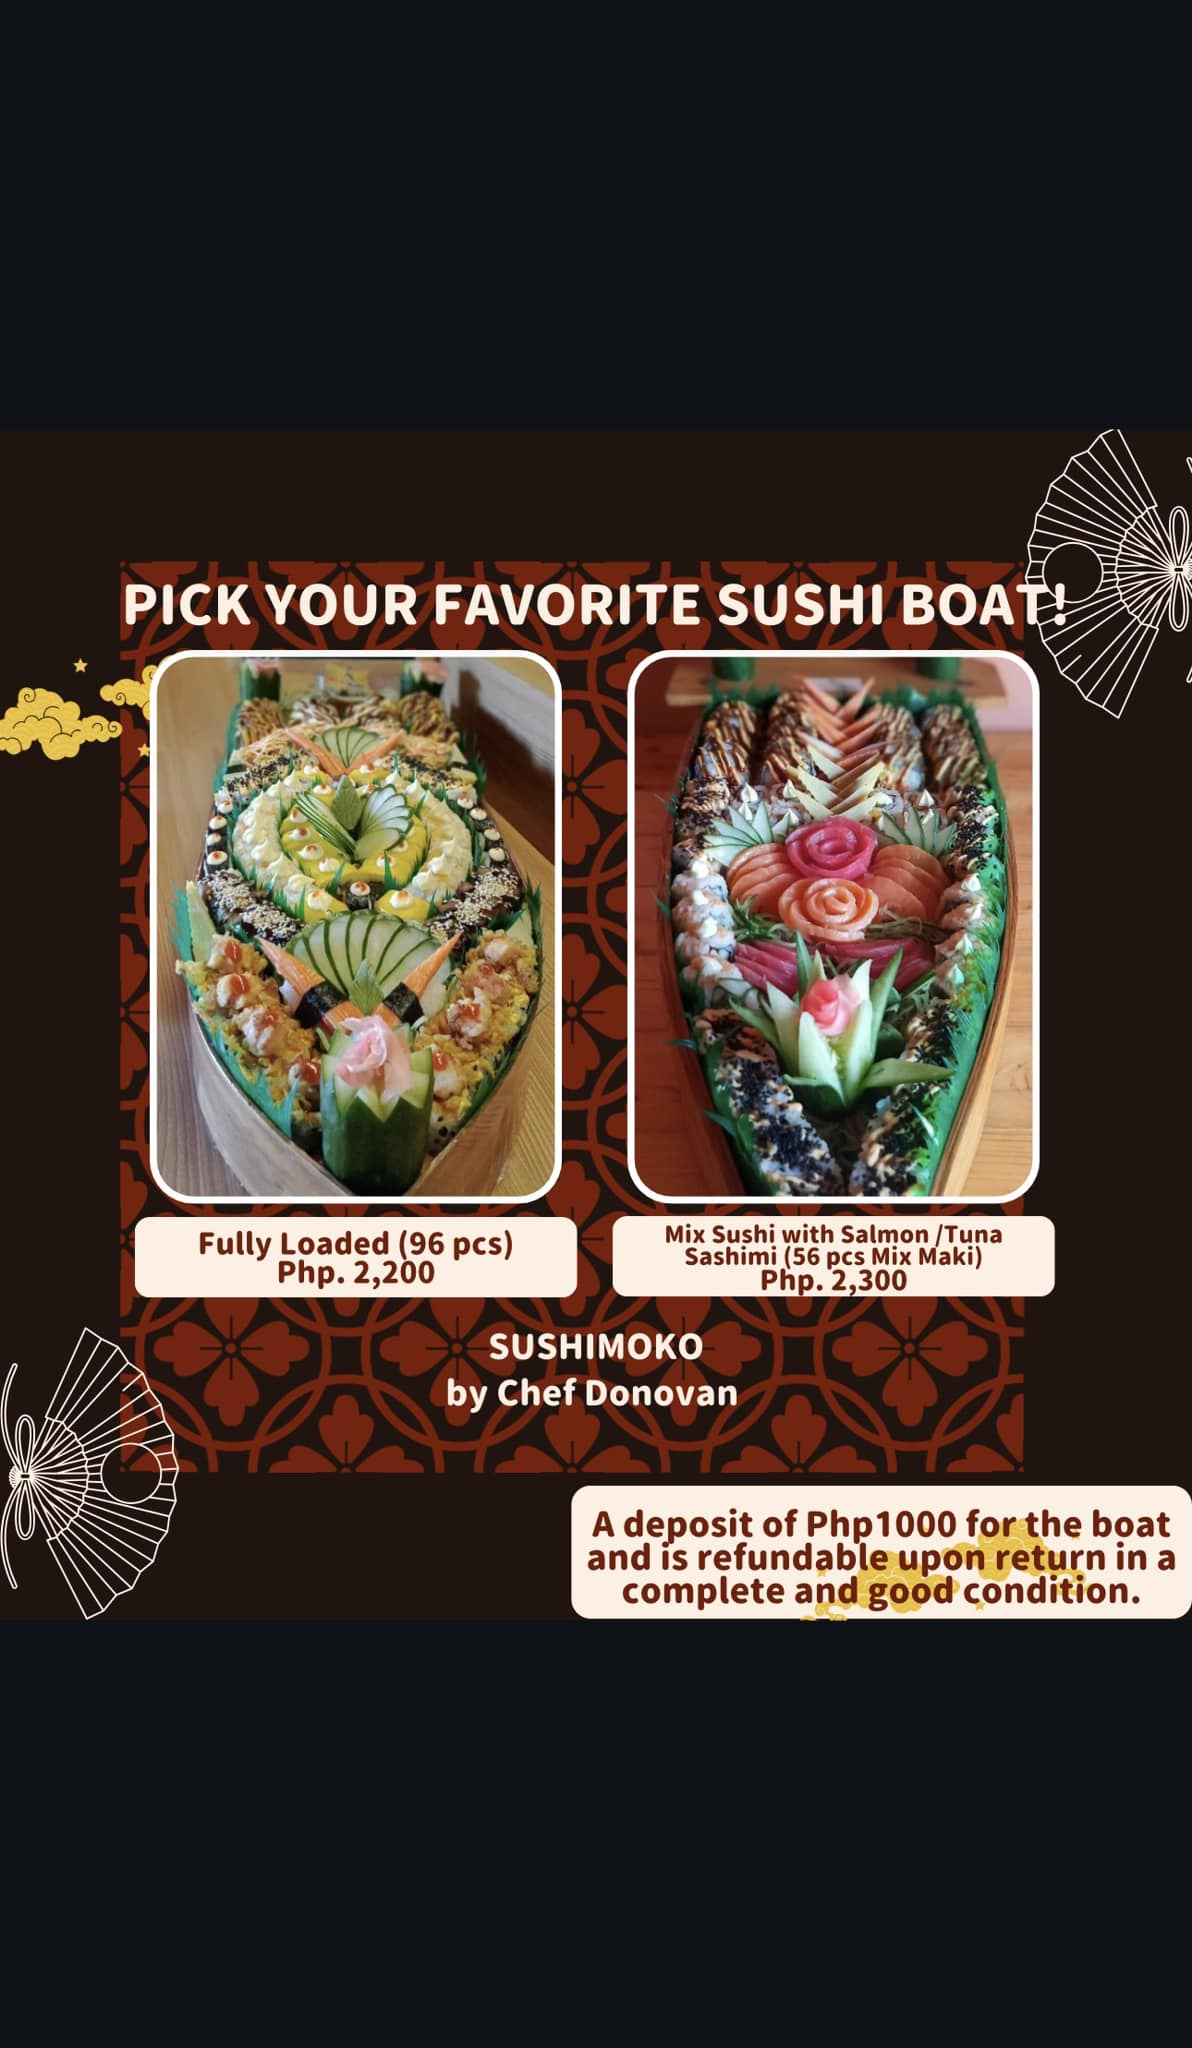 PICK YOUR FAVORITE SUSHI BOAT!
Fully Loaded (96 pcs)
Php. 2,200
Mix Sushi with Salmon /Tuna
Sashimi (56 pcs Mix Maki)
Php. 2,300
SUSHIMOKO
by Chef Donovan
A deposit of Php1000 for the boat
and is refundable upon return in a
complete and good condition.